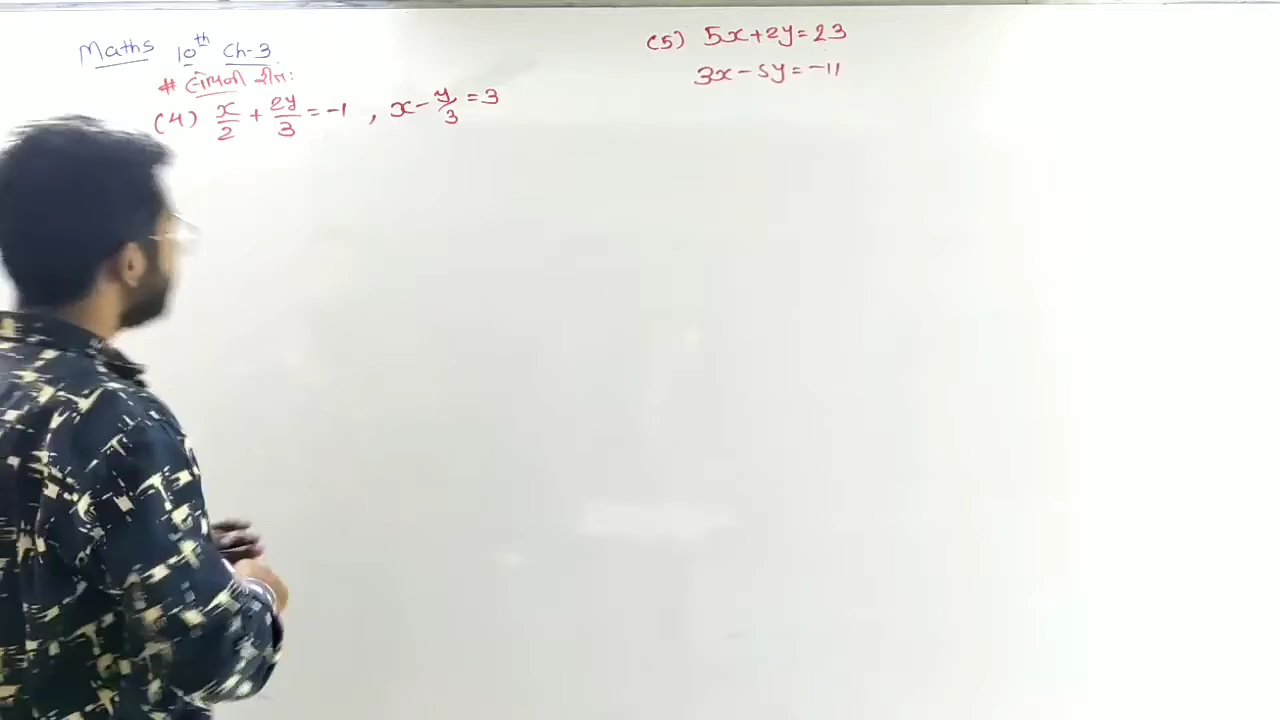 Maths 10th Ch-3
# લોપની રીત:
(4) x/2 + 2y/3 = -1 , x - y/3 = 3
(5) 5x+2y=23
3x-5y=-11